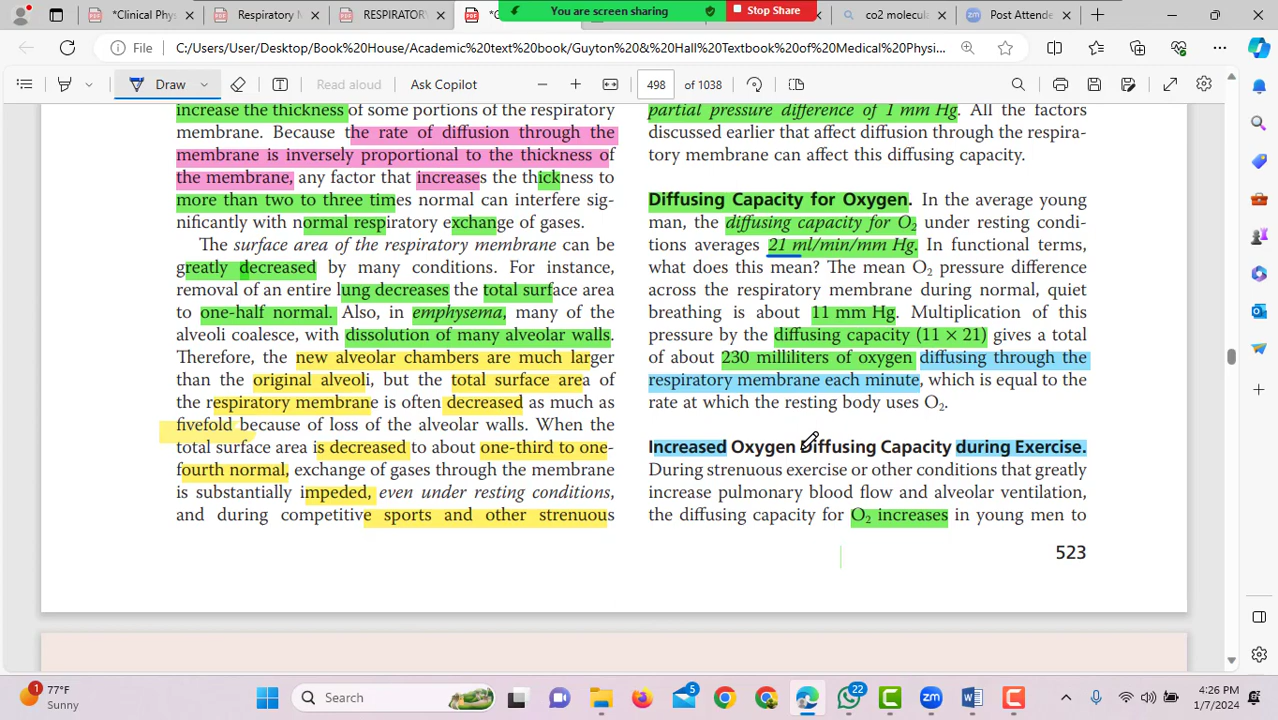 *Clinical Phys
Respiratory M
RESPIRATORY
You are screen sharing
Stop Share
co2 molecula
Post Attende
File
C:/Users/User/Desktop/Book%20House/Academic%20text%20book/Guyton%20&%20Hall%20Textbook%20of%20Medical%20Physi...
Draw
Read aloud
Ask Copilot
498
of 1038
increase the thickness of some portions of the respiratory
membrane. Because the rate of diffusion through the
membrane is inversely proportional to the thickness of
the membrane, any factor that increases the thickness to
more than two to three times normal can interfere sig-
nificantly with normal respiratory exchange of gases.
The surface area of the respiratory membrane can be
greatly decreased by many conditions. For instance,
removal of an entire lung decreases the total surface area
to one-half normal. Also, in emphysema, many of the
alveoli coalesce, with dissolution of many alveolar walls.
Therefore, the new alveolar chambers are much larger
than the original alveoli, but the total surface area of
the respiratory membrane is often decreased as much as
fivefold because of loss of the alveolar walls. When the
total surface area is decreased to about one-third to one-
fourth normal, exchange of gases through the membrane
is substantially impeded, even under resting conditions,
and during competitive sports and other strenuous
partial pressure difference of 1 mm Hg. All the factors
discussed earlier that affect diffusion through the respira-
tory membrane can affect this diffusing capacity.
Diffusing Capacity for Oxygen. In the average young
man, the diffusing capacity for O₂ under resting condi-
tions averages 21 ml/min/mm Hg. In functional terms,
what does this mean? The mean O₂ pressure difference
across the respiratory membrane during normal, quiet
breathing is about 11 mm Hg. Multiplication of this
pressure by the diffusing capacity (11 × 21) gives a total
of about 230 milliliters of oxygen diffusing through the
respiratory membrane each minute, which is equal to the
rate at which the resting body uses O₂.
Increased Oxygen Diffusing Capacity during Exercise.
During strenuous exercise or other conditions that greatly
increase pulmonary blood flow and alveolar ventilation,
the diffusing capacity for O₂ increases in young men to
523
77°F
Sunny
1
Search
5
22
zm
4:26 PM
1/7/2024